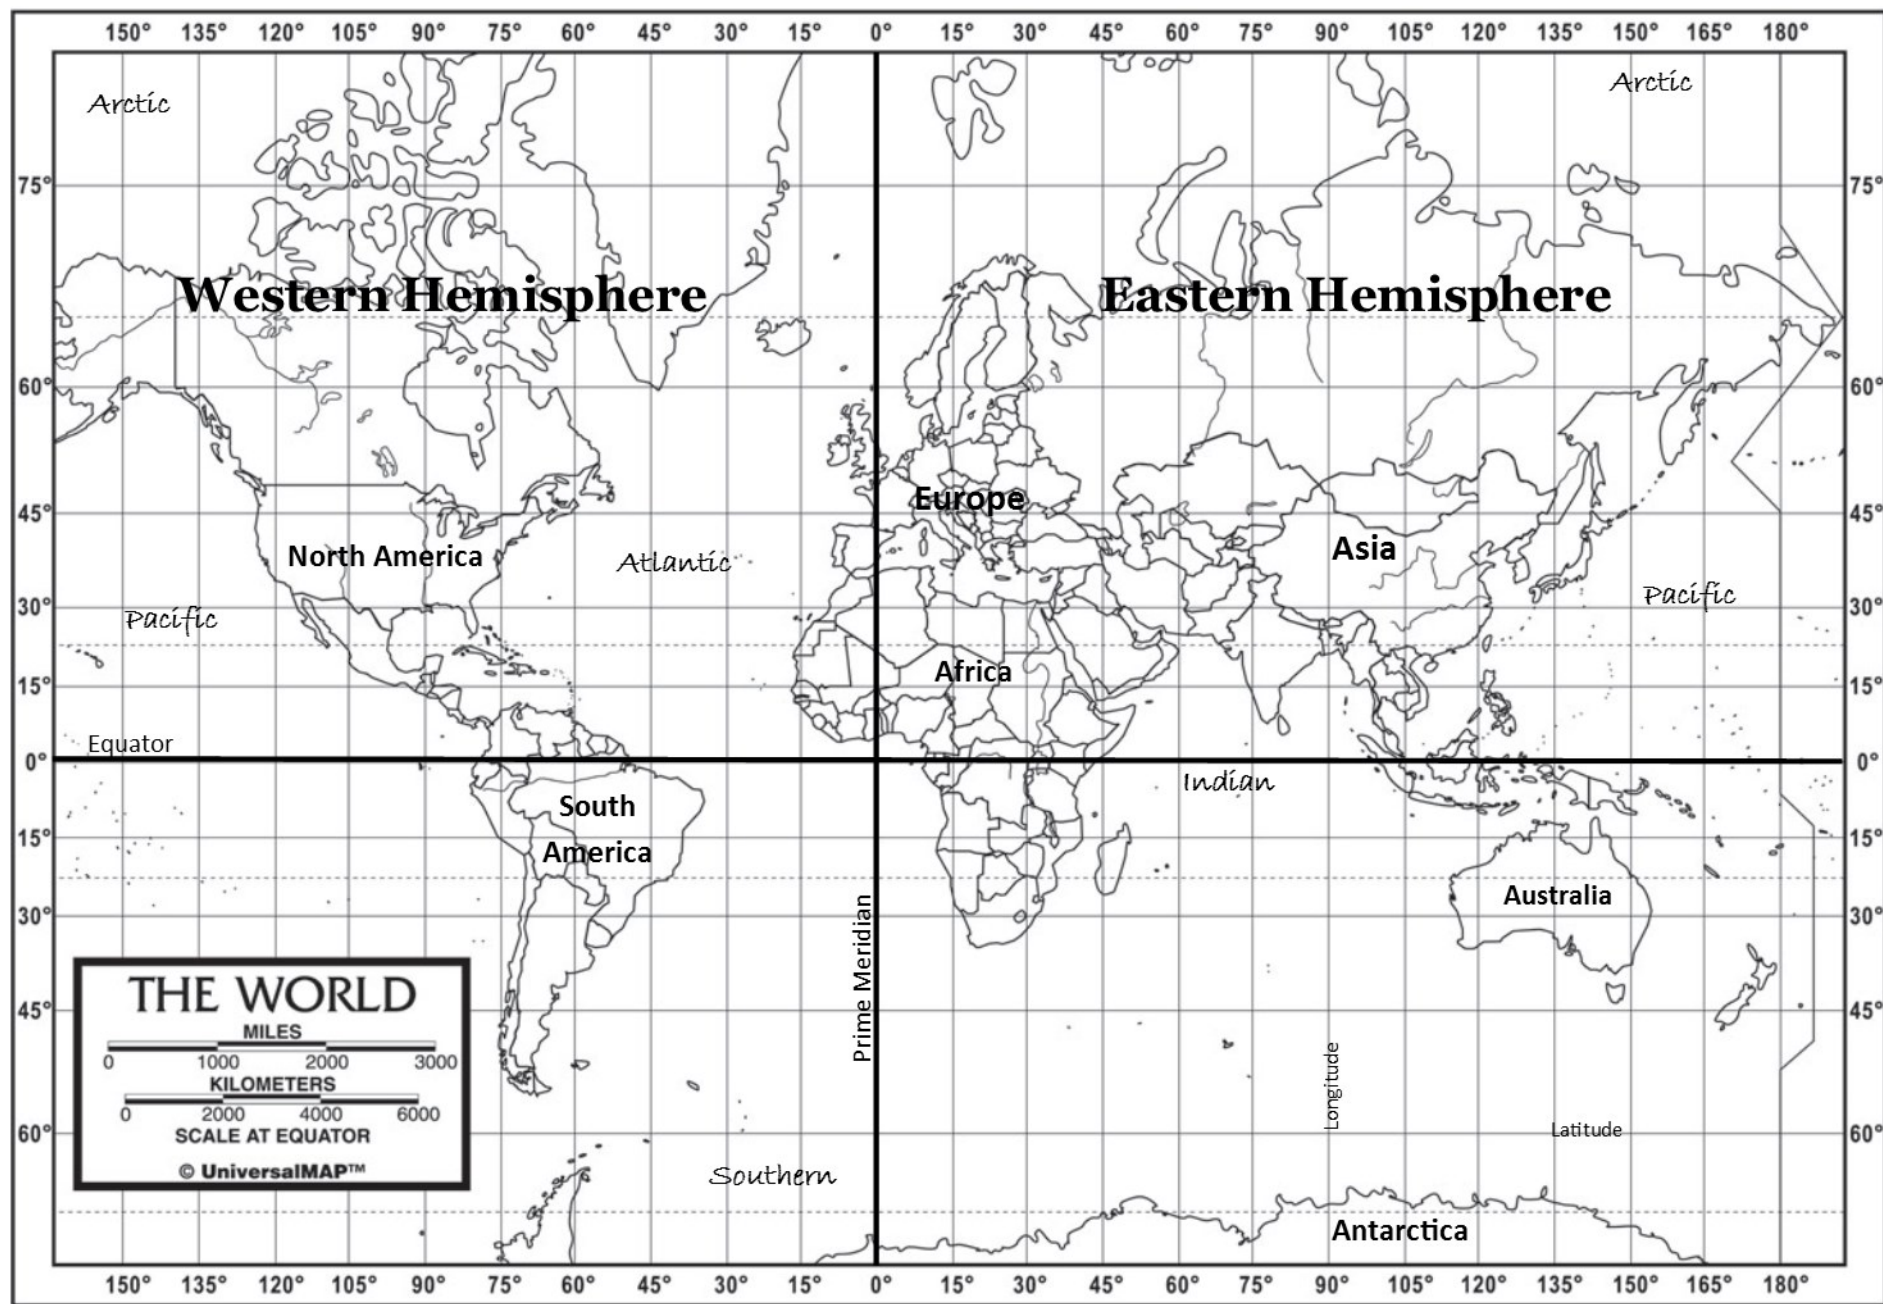 150° 135° 120° 105° 90° 75° 60° 45° 30° 15° 0° 15° 30° 45° 60° 75° 90° 105° 120° 135° 150° 165° 180°
Arctic Arctic
75° 75°
Western Hemisphere Eastern Hemisphere
60° 60°
Europe
45° 45°
North America Atlantic Asia
Pacific Pacific
30° 30°
Africa
15° 15°
Equator
0° 0°
Indian
South
America
15° 15°
Australia
30° 30°
Prime Meridian
THE WORLD
MILES
0 1000 2000 3000
KILOMETERS
0 2000 4000 6000
SCALE AT EQUATOR
© UniversalMAP™
45° 45°
Longitude
Latitude
60° 60°
Southern
Antarctica
150° 135° 120° 105° 90° 75° 60° 45° 30° 15° 0° 15° 30° 45° 60° 75° 90° 105° 120° 135° 150° 165° 180°